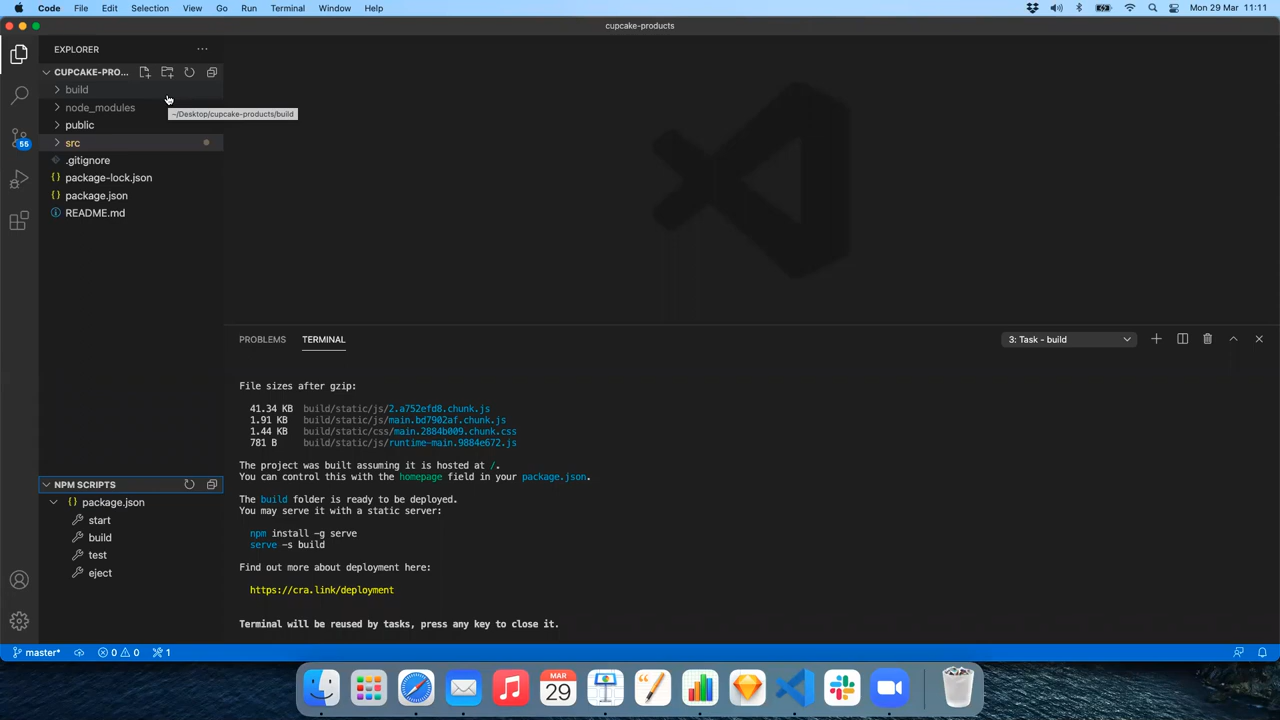 Code File Edit Selection View Go Run Terminal Window Help Mon 29 Mar 11:11
cupcake-products
EXPLORER
CUPCAKE-PRO...
build
node_modules
~/Desktop/cupcake-products/build
public
src
55
.gitignore
package-lock.json
package.json
README.md
PROBLEMS TERMINAL 3: Task - build
File sizes after gzip:
41.34 KB build/static/js/2.a752efd8.chunk.js
1.91 KB build/static/js/main.bd7902af.chunk.js
1.44 KB build/static/css/main.2884b009.chunk.css
781 B build/static/js/runtime-main.9884e672.js
The project was built assuming it is hosted at /.
You can control this with the homepage field in your package.json.
The build folder is ready to be deployed.
You may serve it with a static server:
npm install -g serve
serve -s build
Find out more about deployment here:
https://cra.link/deployment
Terminal will be reused by tasks, press any key to close it.
NPM SCRIPTS
package.json
start
build
test
eject
master* 0 0 1
MAR
29